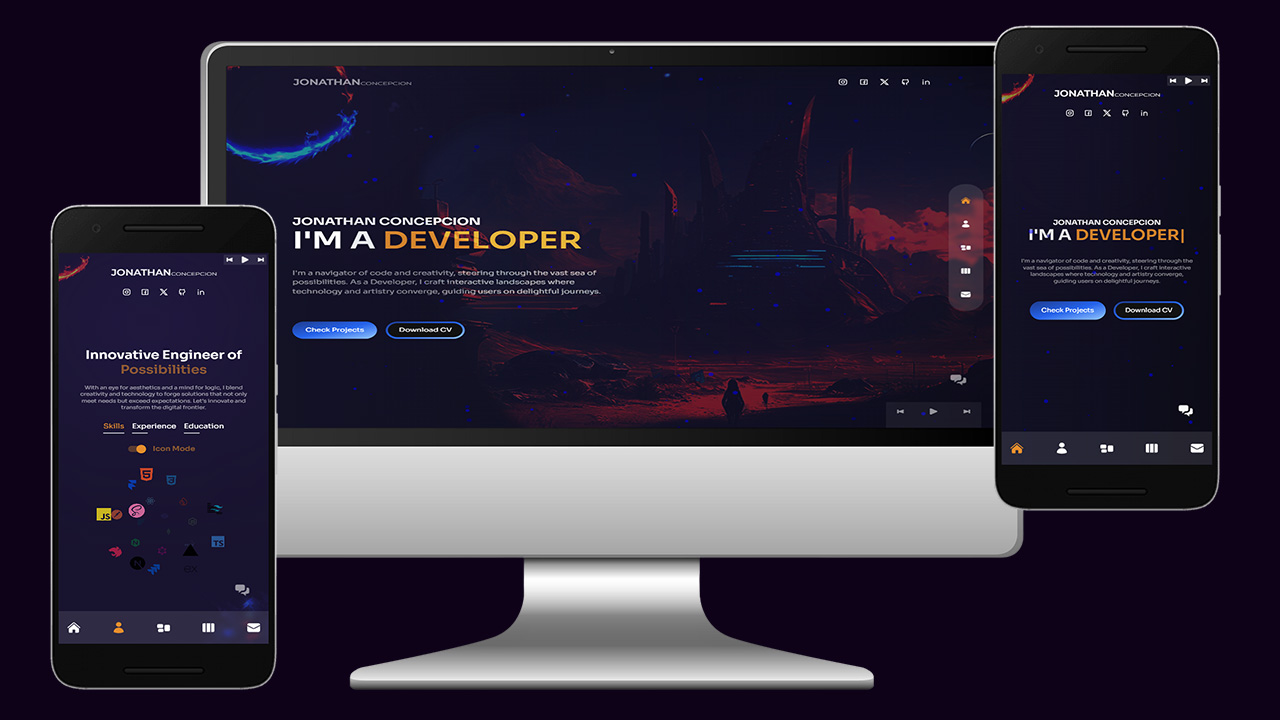 JONATHANCONCEPCION
JONATHAN CONCEPCION
I'M A DEVELOPER
I'm a navigator of code and creativity, steering through the vast sea of
possibilities. As a Developer, I craft interactive landscapes where
technology and artistry converge, guiding users on delightful journeys.
Check Projects
Download CV
JONATHANCONCEPCION
Innovative Engineer of
Possibilities
With an eye for aesthetics and a mind for logic, I blend
creativity and technology to forge solutions that not only
meet needs but exceed expectations. Let's innovate and
transform the digital frontier.
Skills Experience Education
Icon Mode
JS
TS
EX
JONATHANCONCEPCION
JONATHAN CONCEPCION
I'M A DEVELOPER|
I'm a navigator of code and creativity, steering through the
vast sea of possibilities. As a Developer, I craft interactive
landscapes where technology and artistry converge,
guiding users on delightful journeys.
Check Projects
Download CV